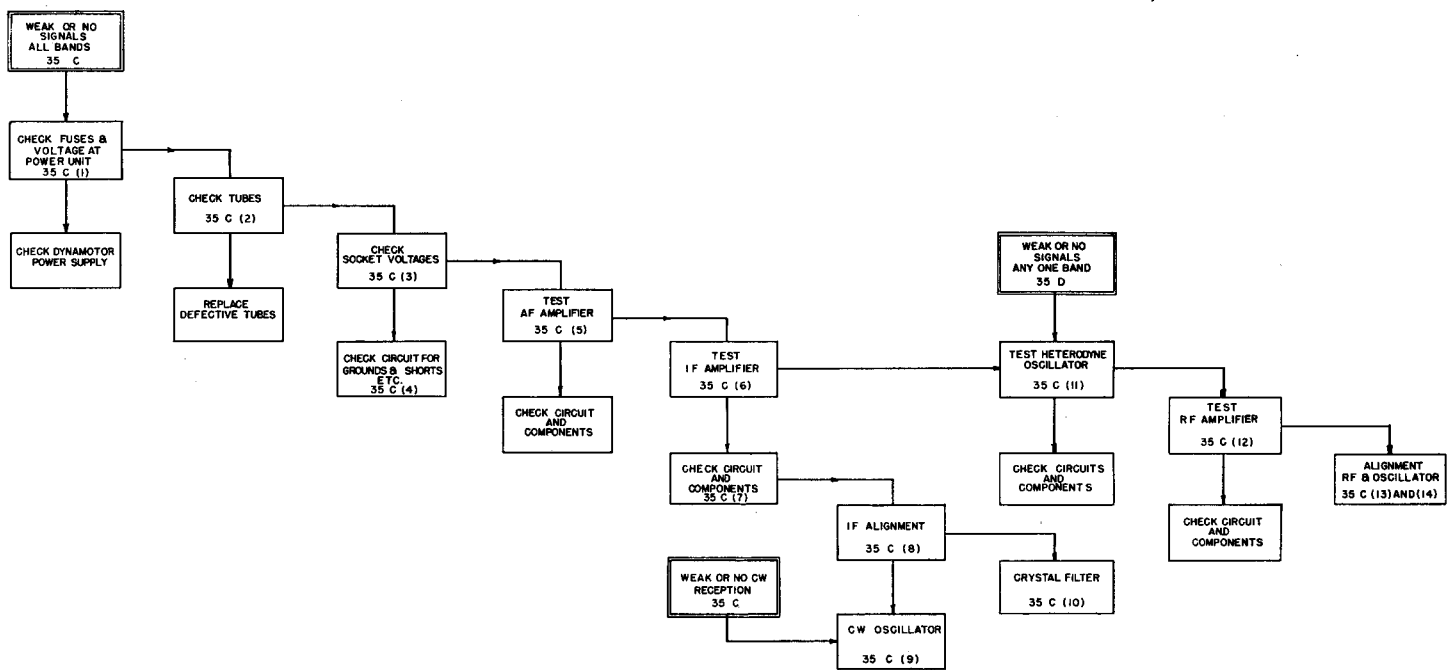 WEAK OR NO
SIGNALS
ALL BANDS
35 C
CHECK FUSES &
VOLTAGE AT
POWER UNIT
35 C (1)
CHECK DYNAMOTOR
POWER SUPPLY
CHECK TUBES
35 C (2)
REPLACE
DEFECTIVE TUBES
CHECK
SOCKET VOLTAGES
35 C (3)
CHECK CIRCUIT FOR
GROUNDS & SHORTS
ETC.
35 C (4)
TEST
AF AMPLIFIER
35 C (5)
CHECK CIRCUIT
AND
COMPONENTS
TEST
IF AMPLIFIER
35 C (6)
CHECK CIRCUIT
AND
COMPONENTS
35 C (7)
IF ALIGNMENT
35 C (8)
WEAK OR NO CW
RECEPTION
35 C
CW OSCILLATOR
35 C (9)
CRYSTAL FILTER
35 C (10)
WEAK OR NO
SIGNALS
ANY ONE BAND
35 D
TEST HETERODYNE
OSCILLATOR
35 C (11)
CHECK CIRCUITS
AND
COMPONENTS
TEST
RF AMPLIFIER
35 C (12)
CHECK CIRCUIT
AND
COMPONENTS
ALIGNMENT
RF & OSCILLATOR
35 C (13) AND (14)